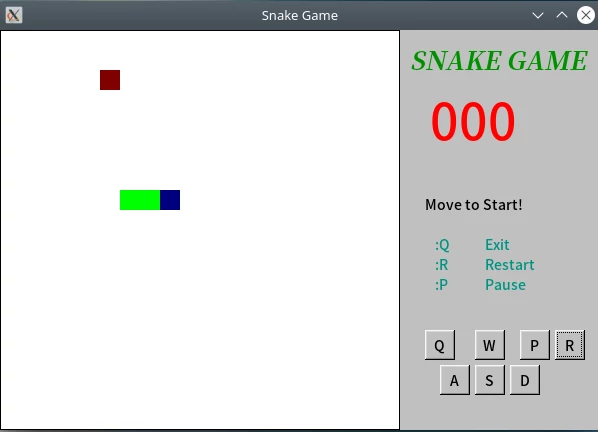 Snake Game
SNAKE GAME
000
Move to Start!
:Q Exit
:R Restart
:P Pause
Q W P R
A S D